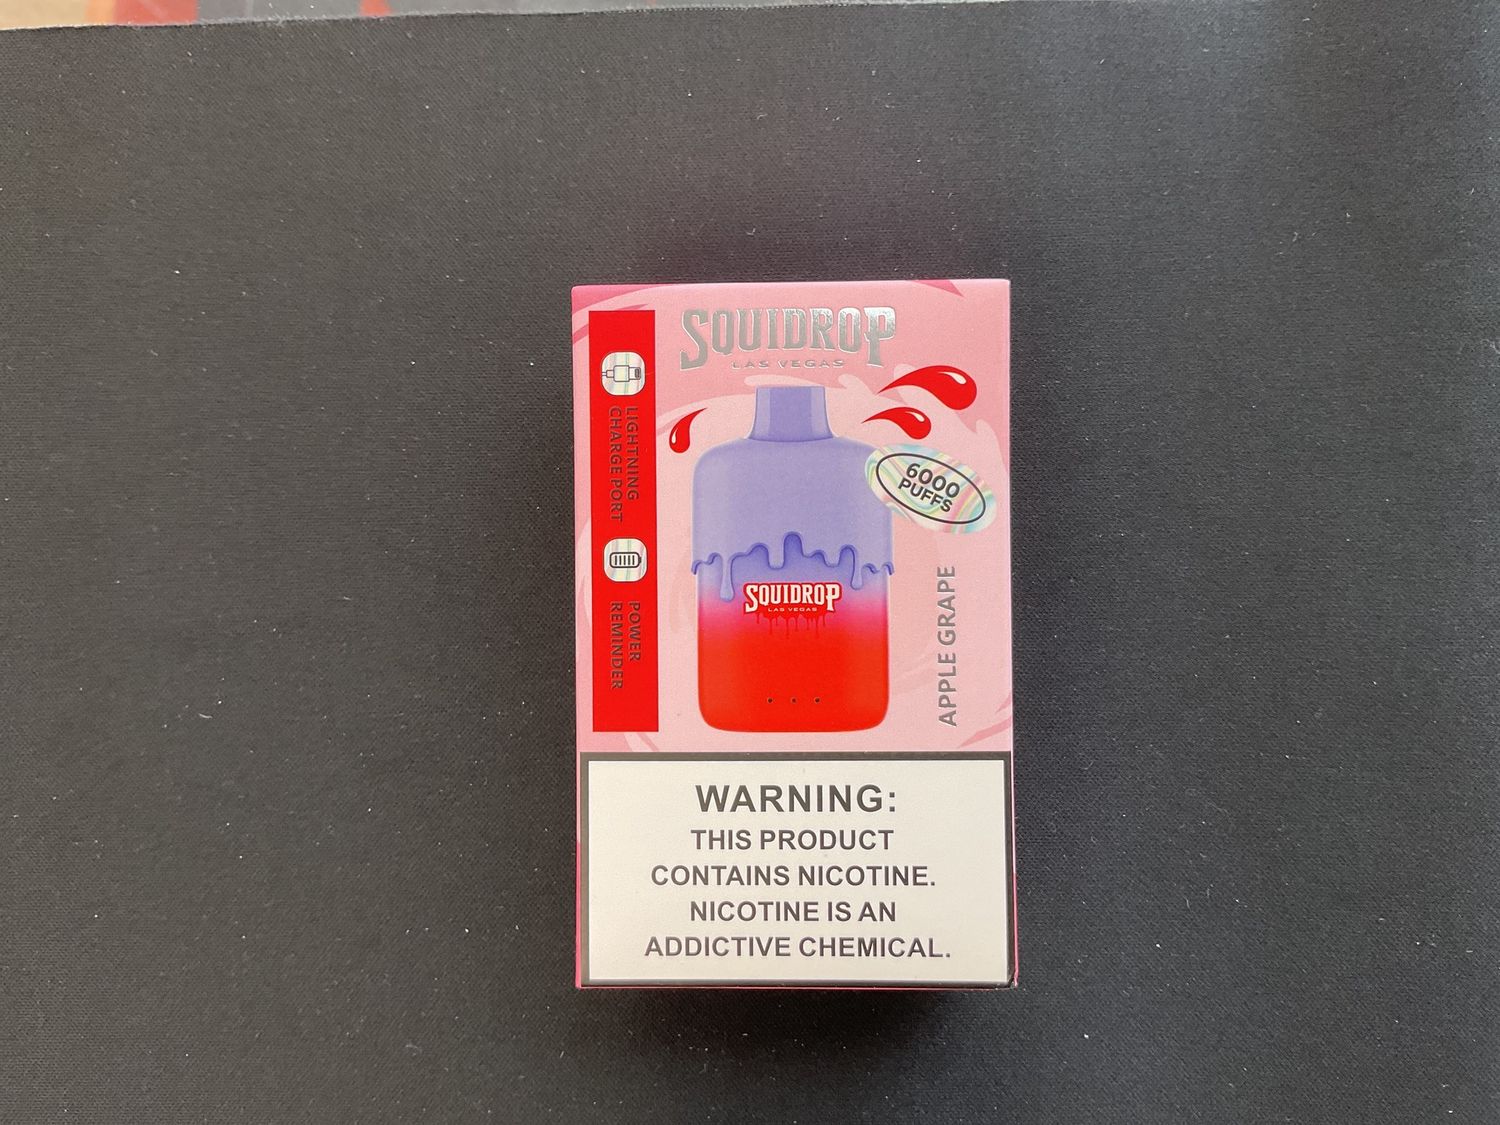 SQUIDROP
LAS VEGAS
LIGHTNING
CHARGE PORT
POWER
REMINDER
6000
PUFFS
SQUIDROP
LAS VEGAS
APPLE GRAPE
WARNING:
THIS PRODUCT
CONTAINS NICOTINE.
NICOTINE IS AN
ADDICTIVE CHEMICAL.